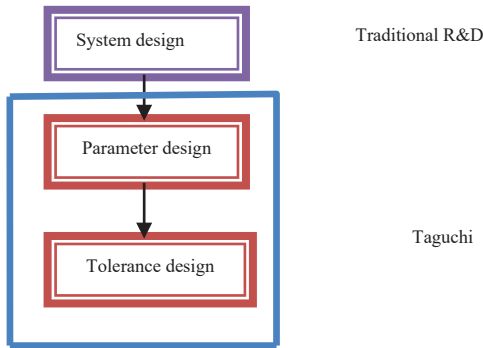 System design
Traditional R&D
Parameter design
Taguchi
Tolerance design